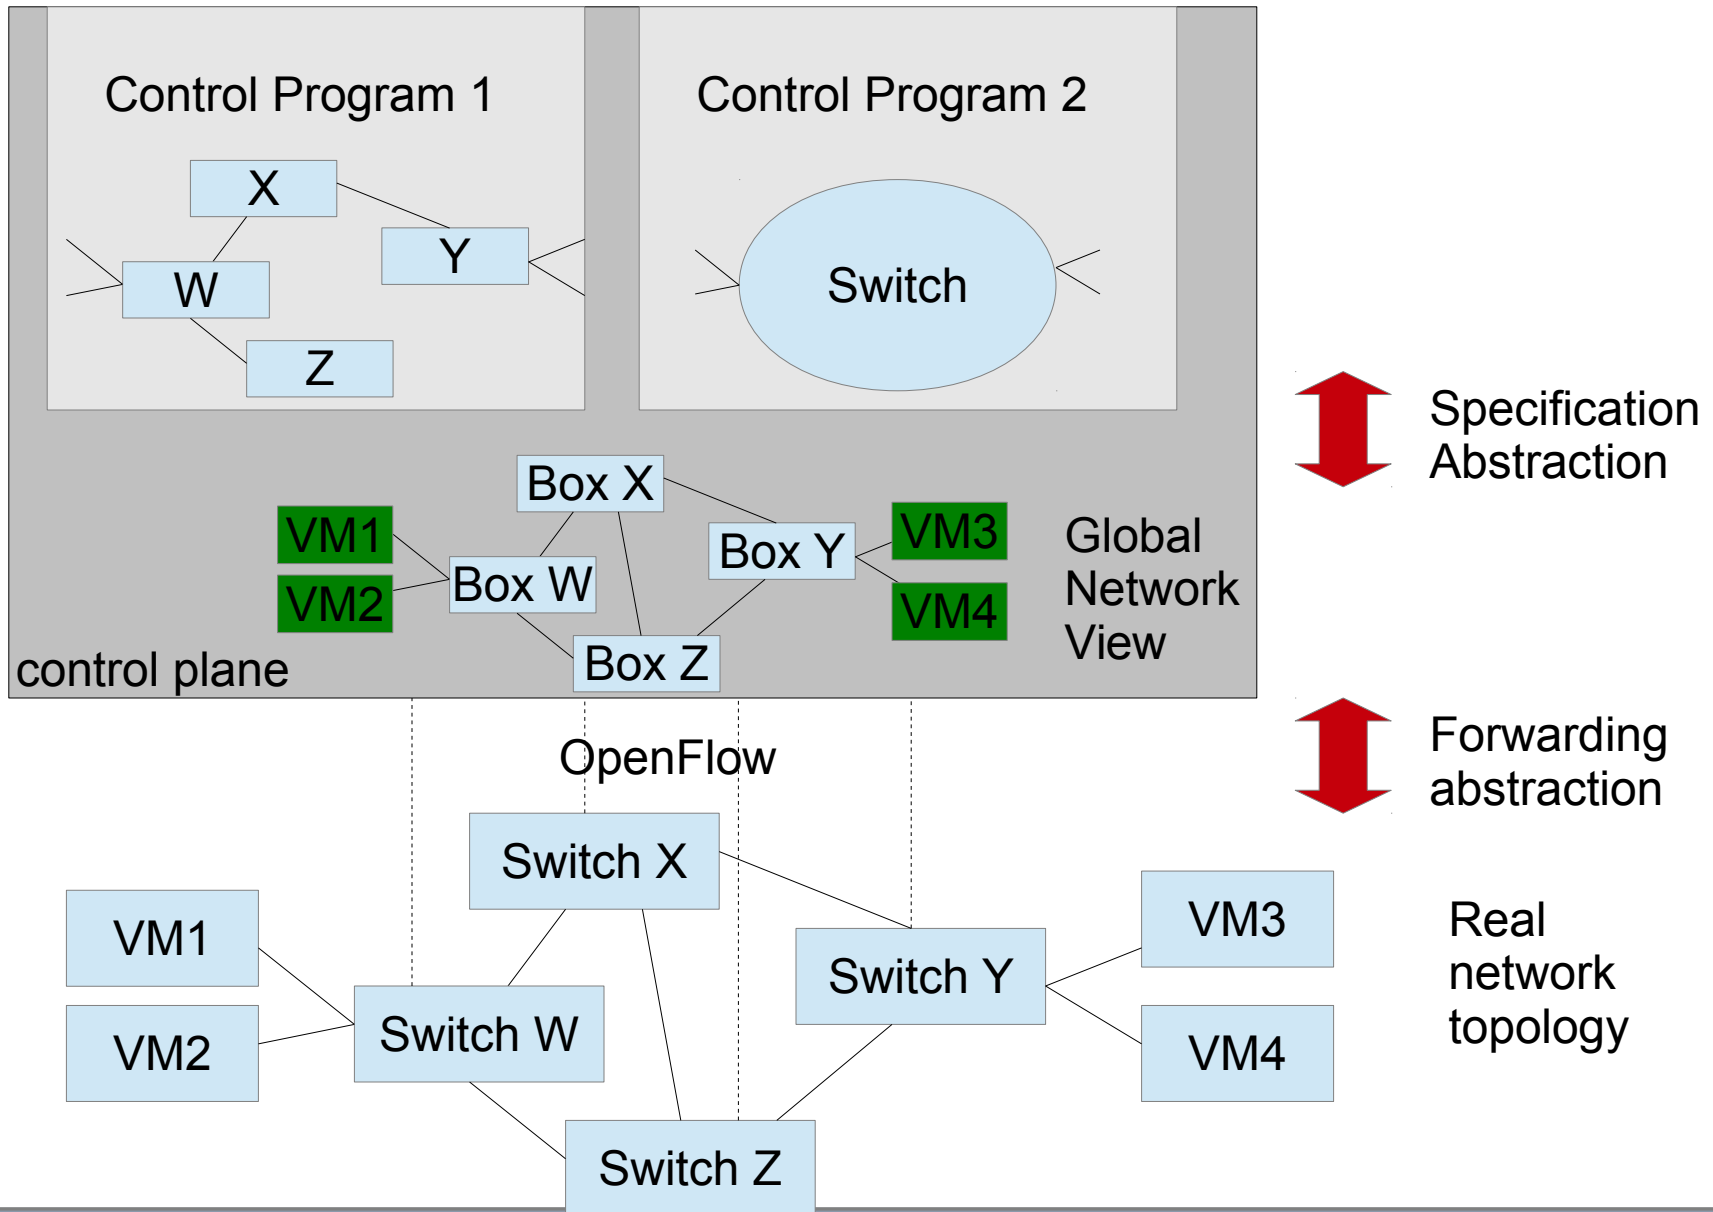 Control Program 1
Control Program 2
X
Y
W
Z
Switch
Specification
Abstraction
Box X
VM1
VM3
Box Y
Box W
VM2
VM4
Box Z
Global
Network
View
control plane
OpenFlow
Forwarding
abstraction
Switch X
VM1
VM3
Switch Y
Switch W
VM2
VM4
Switch Z
Real
network
topology